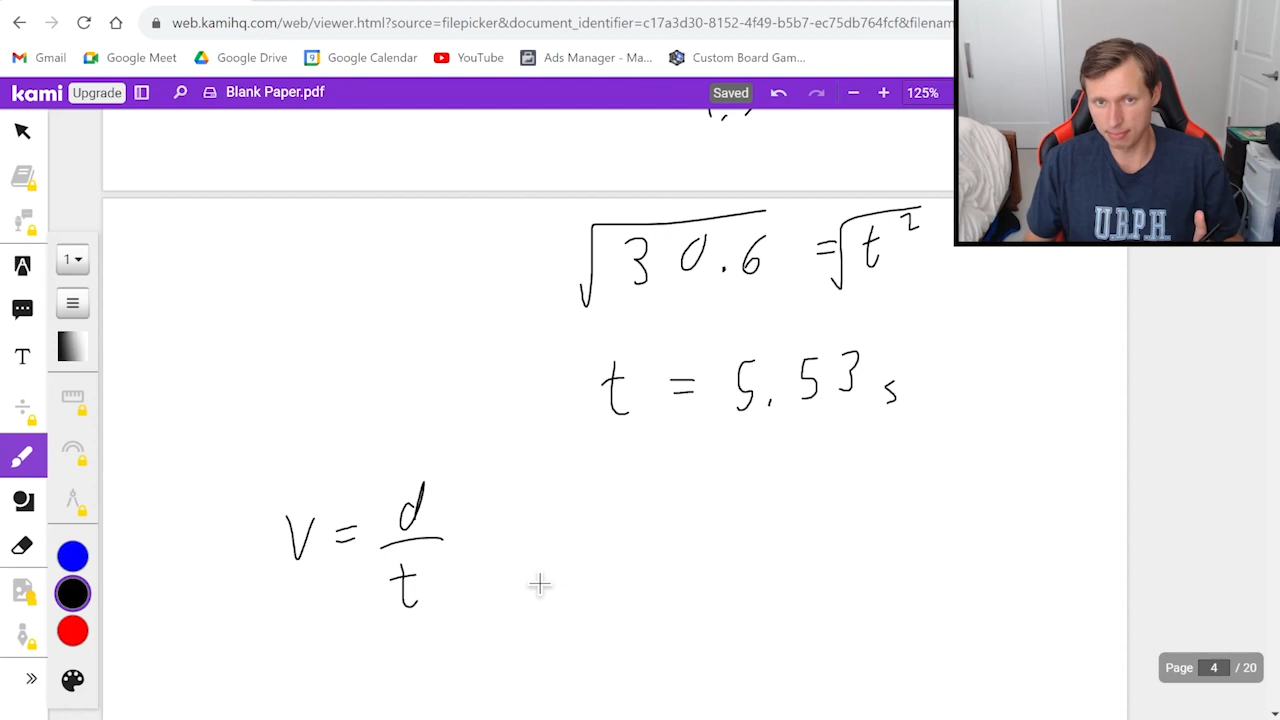 web.kamihq.com/web/viewer.html?source=filepicker&document_identifier=c17a3d30-8152-4f49-b5b7-ec75db764fcf&filenam
Gmail Google Meet Google Drive Google Calendar YouTube Ads Manager - Ma... Custom Board Gam...
kami Upgrade Blank Paper.pdf Saved 125%
UBPH
√30.6 = √t²
1
t = 5.53 s
T
V = d/t
Page 4 / 20